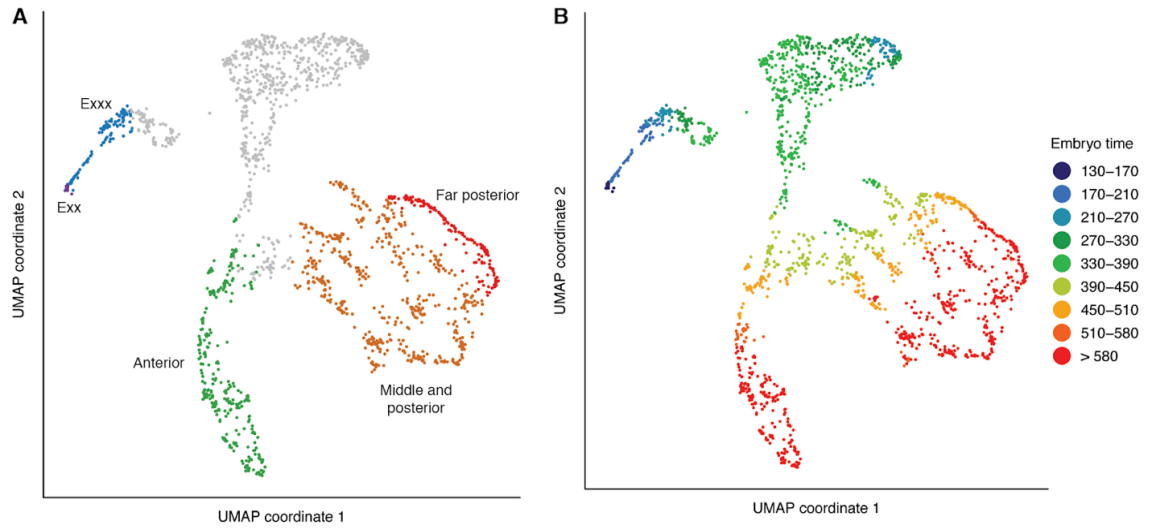 A
Exxx
Exx
Far posterior
Anterior
Middle and
posterior
UMAP coordinate 2
UMAP coordinate 1
B
UMAP coordinate 2
UMAP coordinate 1
Embryo time
130–170
170–210
210–270
270–330
330–390
390–450
450–510
510–580
> 580